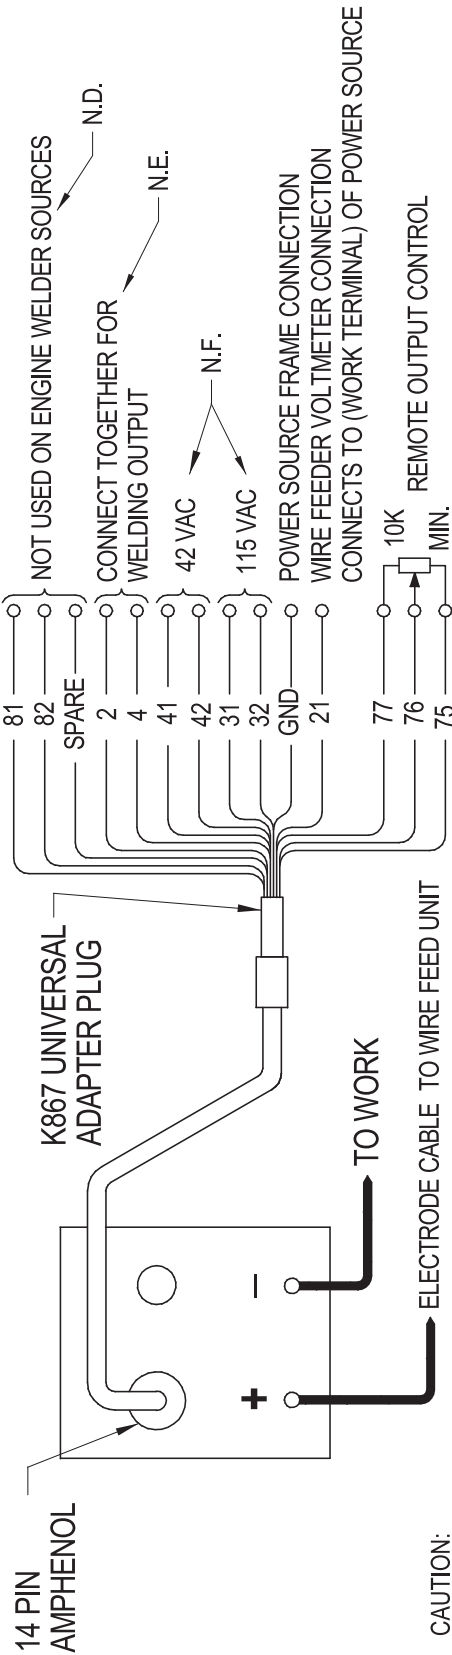 14 PIN
AMPHENOL
K867 UNIVERSAL
ADAPTER PLUG
81
82
SPARE
NOT USED ON ENGINE WELDER SOURCES
N.D.
2
4
CONNECT TOGETHER FOR
WELDING OUTPUT
N.E.
41
42
42 VAC
31
32
115 VAC
N.F.
GND
POWER SOURCE FRAME CONNECTION
21
WIRE FEEDER VOLTMETER CONNECTION
CONNECTS TO (WORK TERMINAL) OF POWER SOURCE
77
76
75
10K
REMOTE OUTPUT CONTROL
MIN.
+
–
TO WORK
ELECTRODE CABLE TO WIRE FEED UNIT
CAUTION: